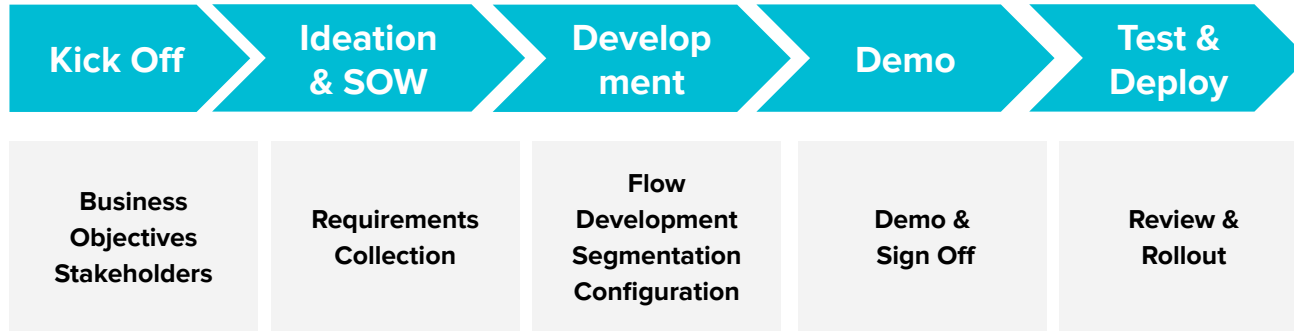 Kick Off
Ideation
& SOW
Develop
ment
Demo
Test &
Deploy
Business
Objectives
Stakeholders
Requirements
Collection
Flow
Development
Segmentation
Configuration
Demo &
Sign Off
Review &
Rollout